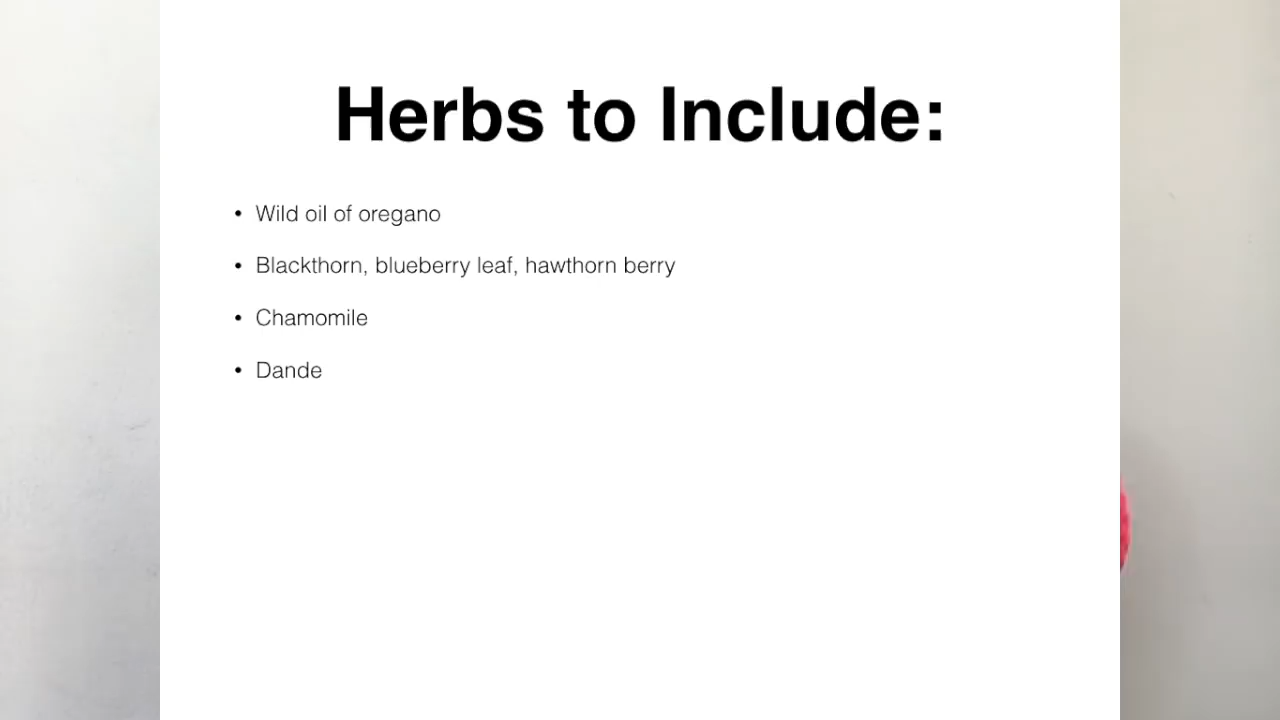 Herbs to Include:
• Wild oil of oregano
• Blackthorn, blueberry leaf, hawthorn berry
• Chamomile
• Dande